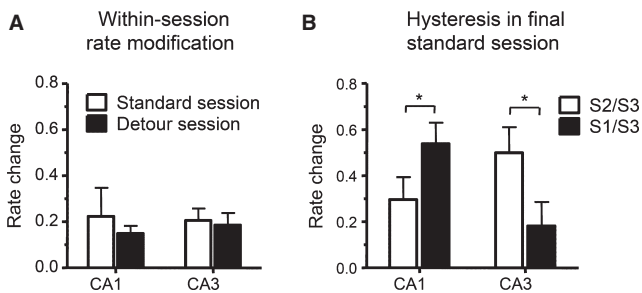 A
Within-session
rate modification
Rate change
0.8
0.6
0.4
0.2
0.0
Standard session
Detour session
CA1
CA3
B
Hysteresis in final
standard session
Rate change
0.8
0.6
0.4
0.2
0.0
*
*
S2/S3
S1/S3
CA1
CA3